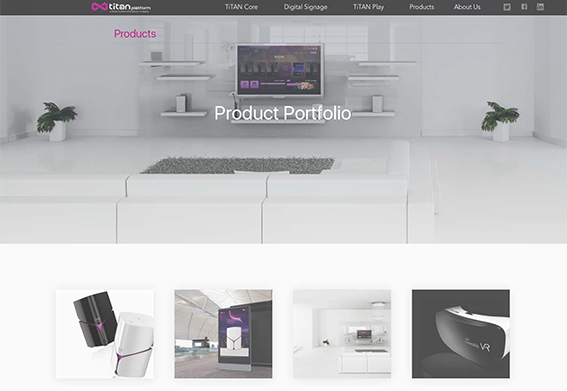 TiTAN platform
TiTAN Core
Digital Signage
TiTAN Play
Products
About Us
Products
Product Portfolio
VR